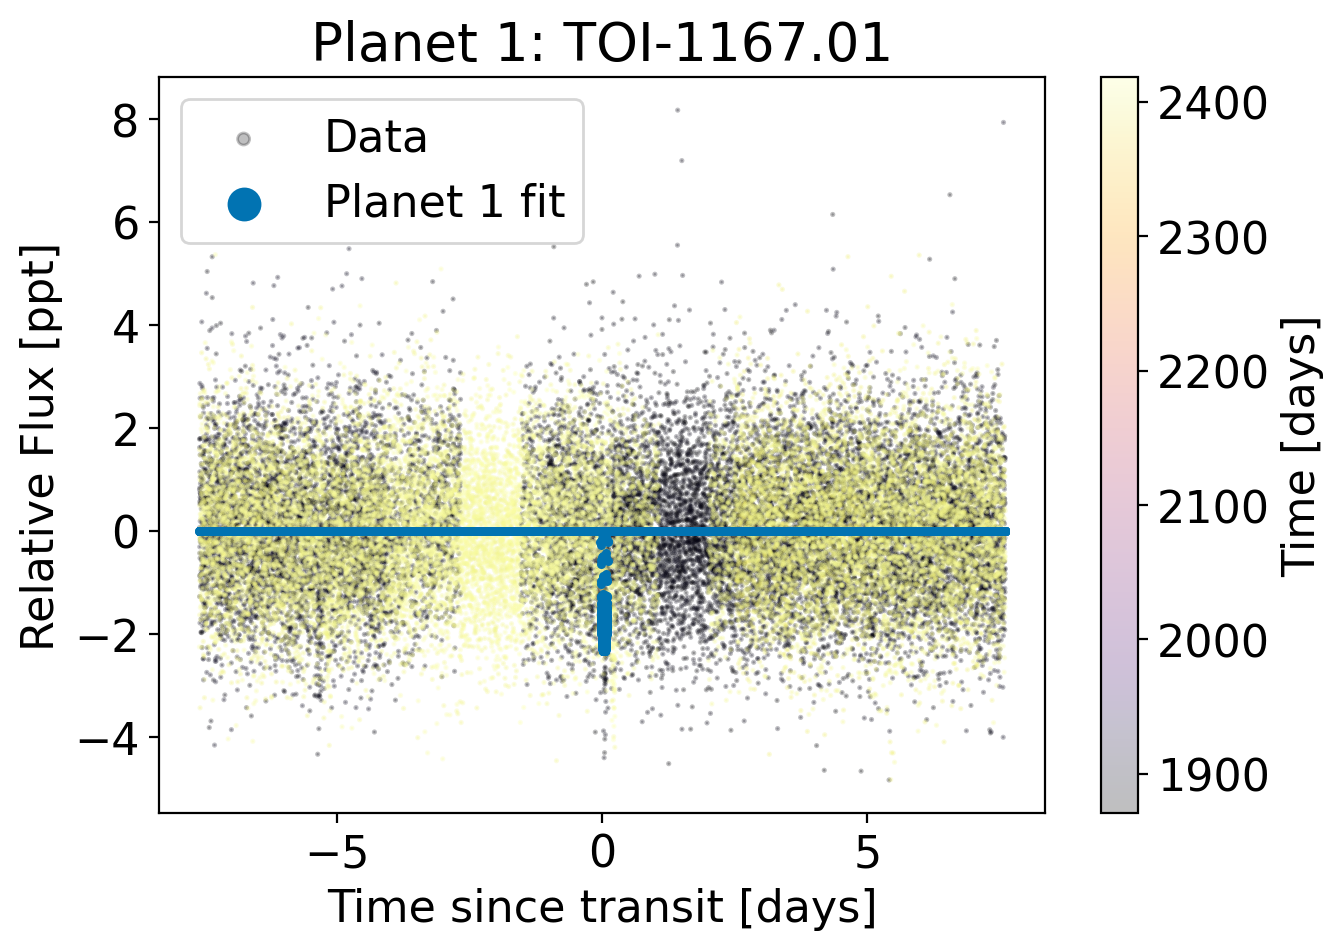 Planet 1: TOI-1167.01
Data
Planet 1 fit
8
6
4
2
0
−2
−4
Relative Flux [ppt]
−5
0
5
Time since transit [days]
2400
2300
2200
2100
2000
1900
Time [days]